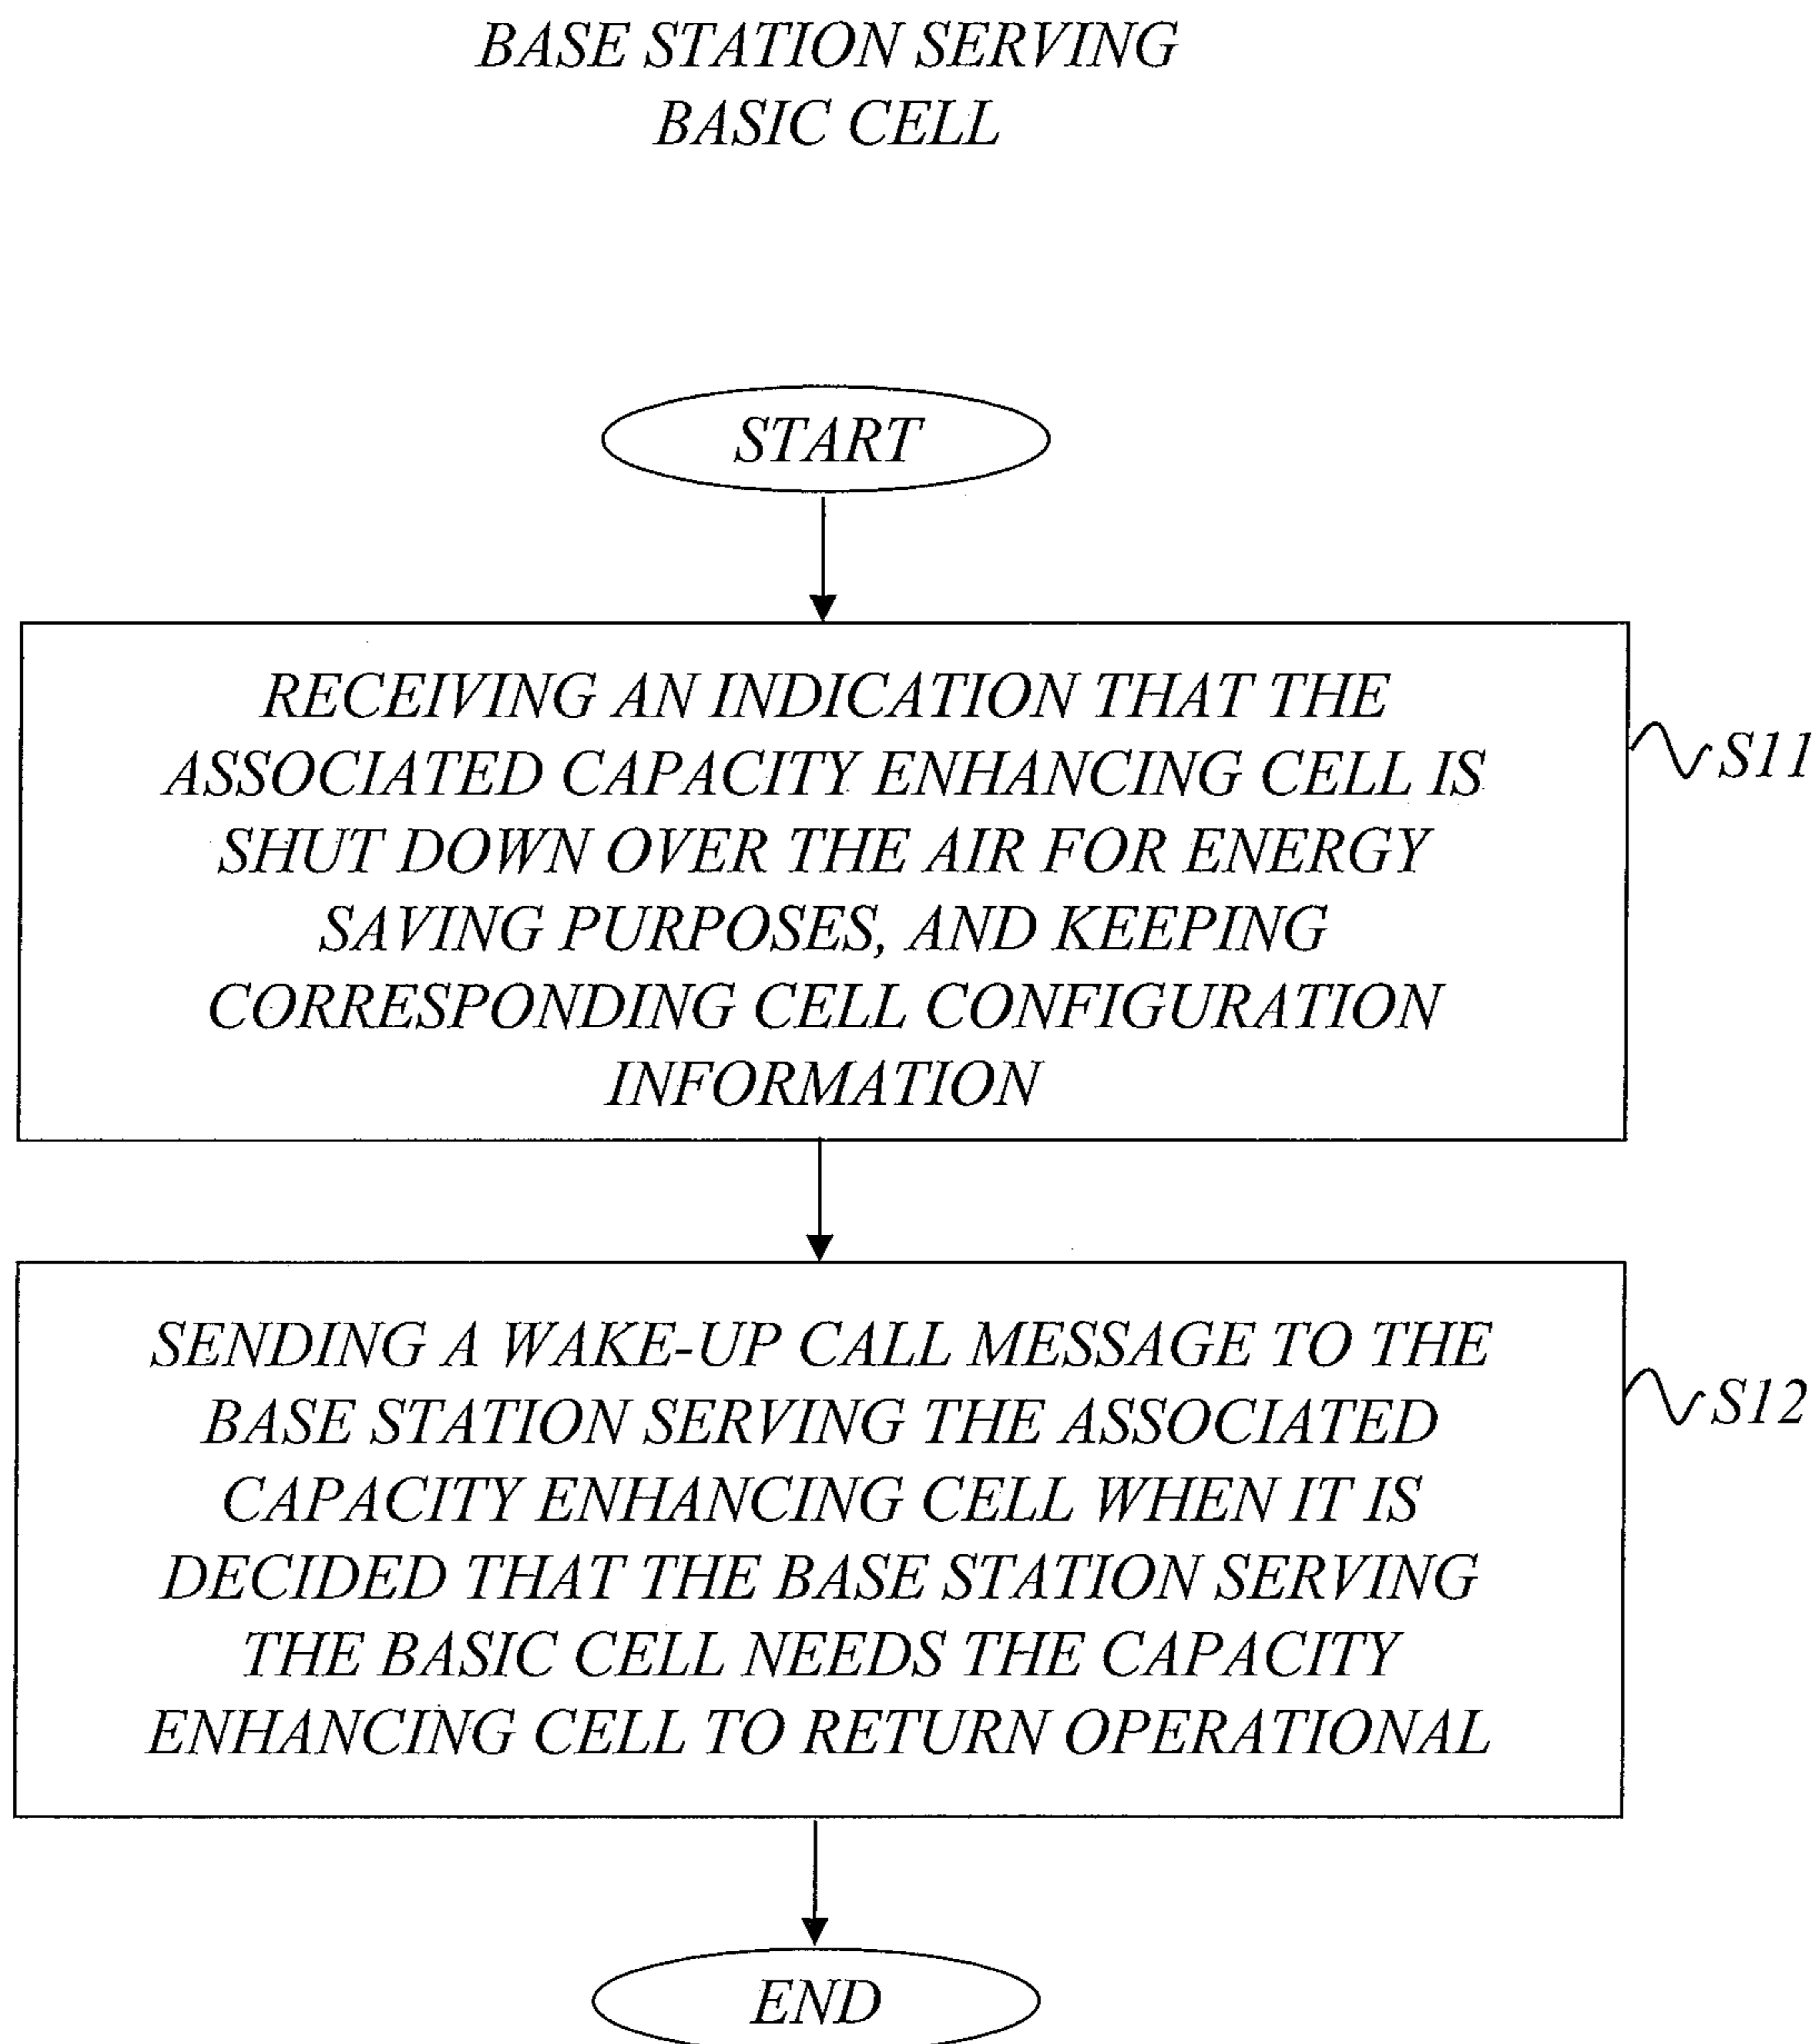 BASE STATION SERVING
BASIC CELL
START
RECEIVING AN INDICATION THAT THE
ASSOCIATED CAPACITY ENHANCING CELL IS
SHUT DOWN OVER THE AIR FOR ENERGY
SAVING PURPOSES, AND KEEPING
CORRESPONDING CELL CONFIGURATION
INFORMATION
S11
SENDING A WAKE-UP CALL MESSAGE TO THE
BASE STATION SERVING THE ASSOCIATED
CAPACITY ENHANCING CELL WHEN IT IS
DECIDED THAT THE BASE STATION SERVING
THE BASIC CELL NEEDS THE CAPACITY
ENHANCING CELL TO RETURN OPERATIONAL
S12
END